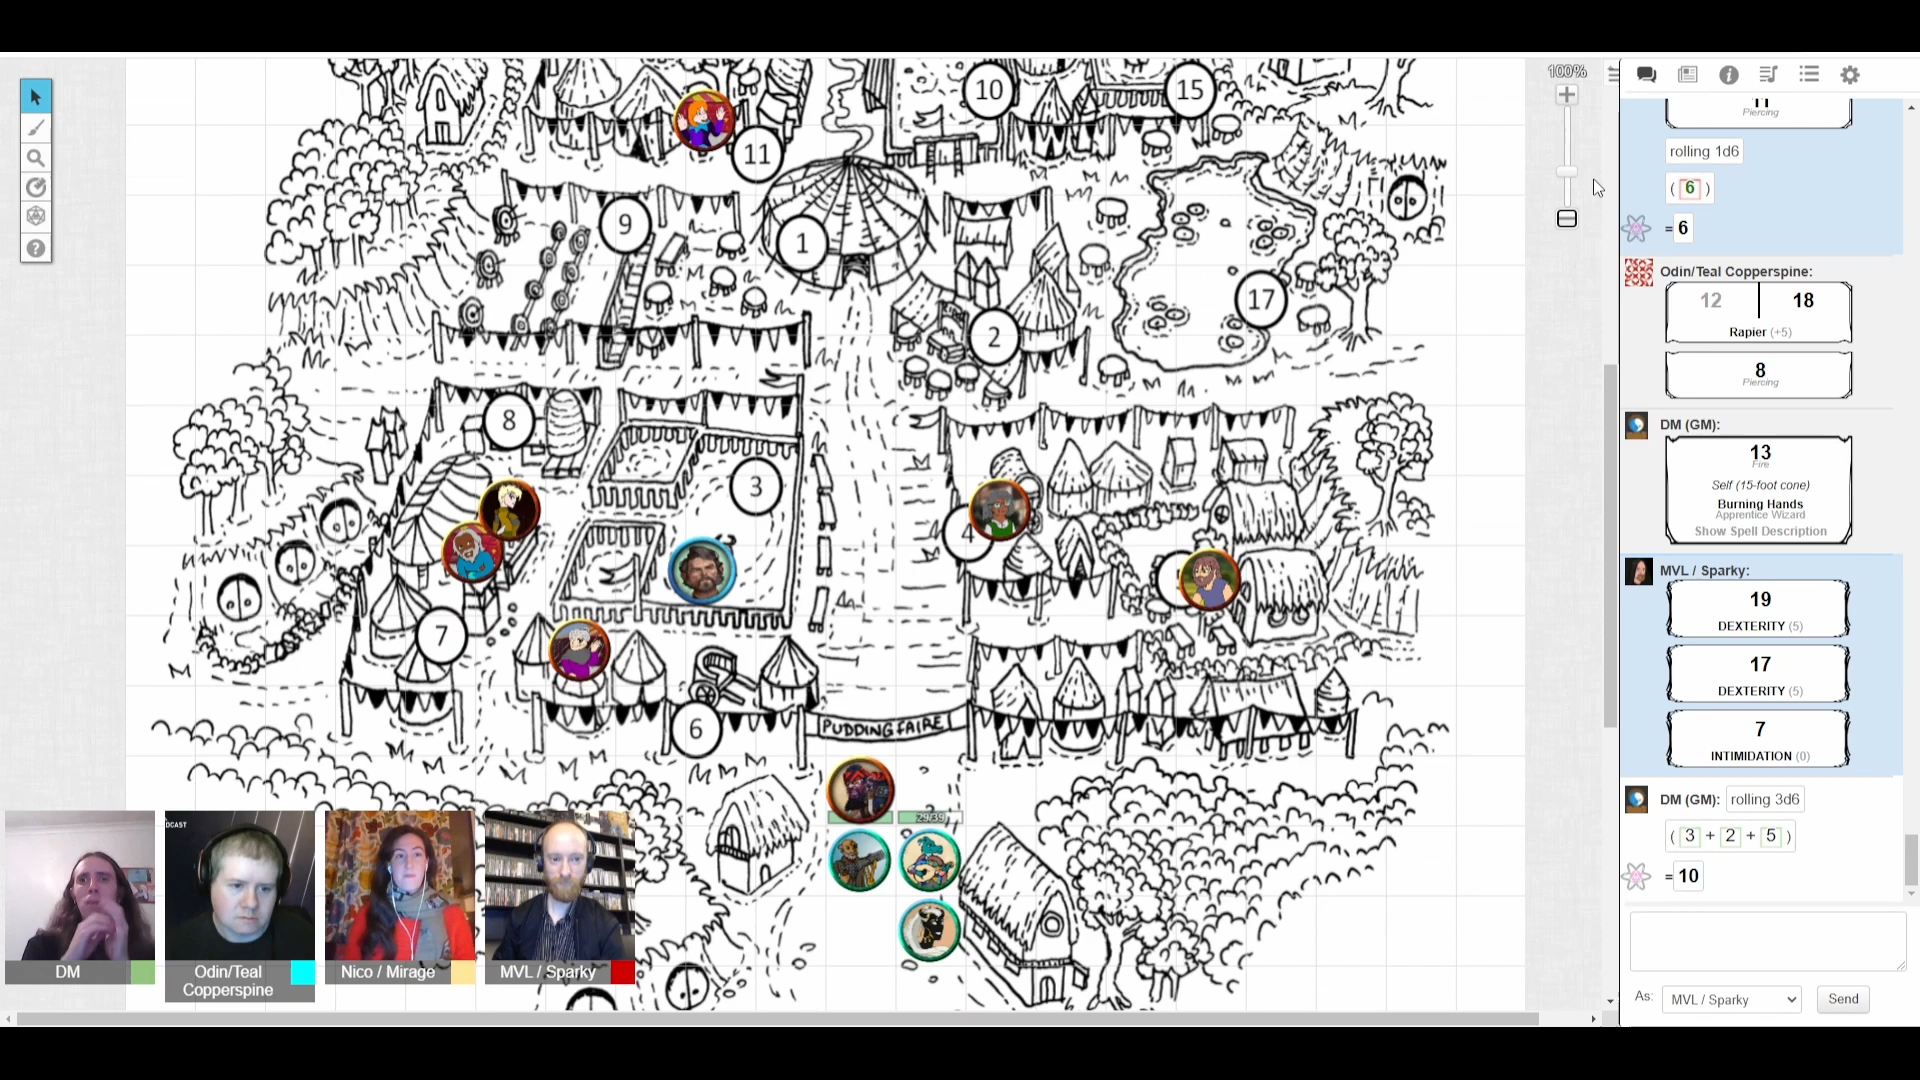 100%
10
15
11
9
1
17
2
8
3
4
7
6
PUDDING FAIRE
29/39
DCAST
DM
Odin/Teal
Copperspine
Nico / Mirage
MVL / Sparky
11
Piercing
rolling 1d6
( 6 )
= 6
Odin/Teal Copperspine:
12 18
Rapier (+5)
8
Piercing
DM (GM):
13
Fire
Self (15-foot cone)
Burning Hands
Apprentice Wizard
Show Spell Description
MVL / Sparky:
19
DEXTERITY (5)
17
DEXTERITY (5)
7
INTIMIDATION (0)
DM (GM): rolling 3d6
( 3 + 2 + 5 )
= 10
As: MVL / Sparky Send